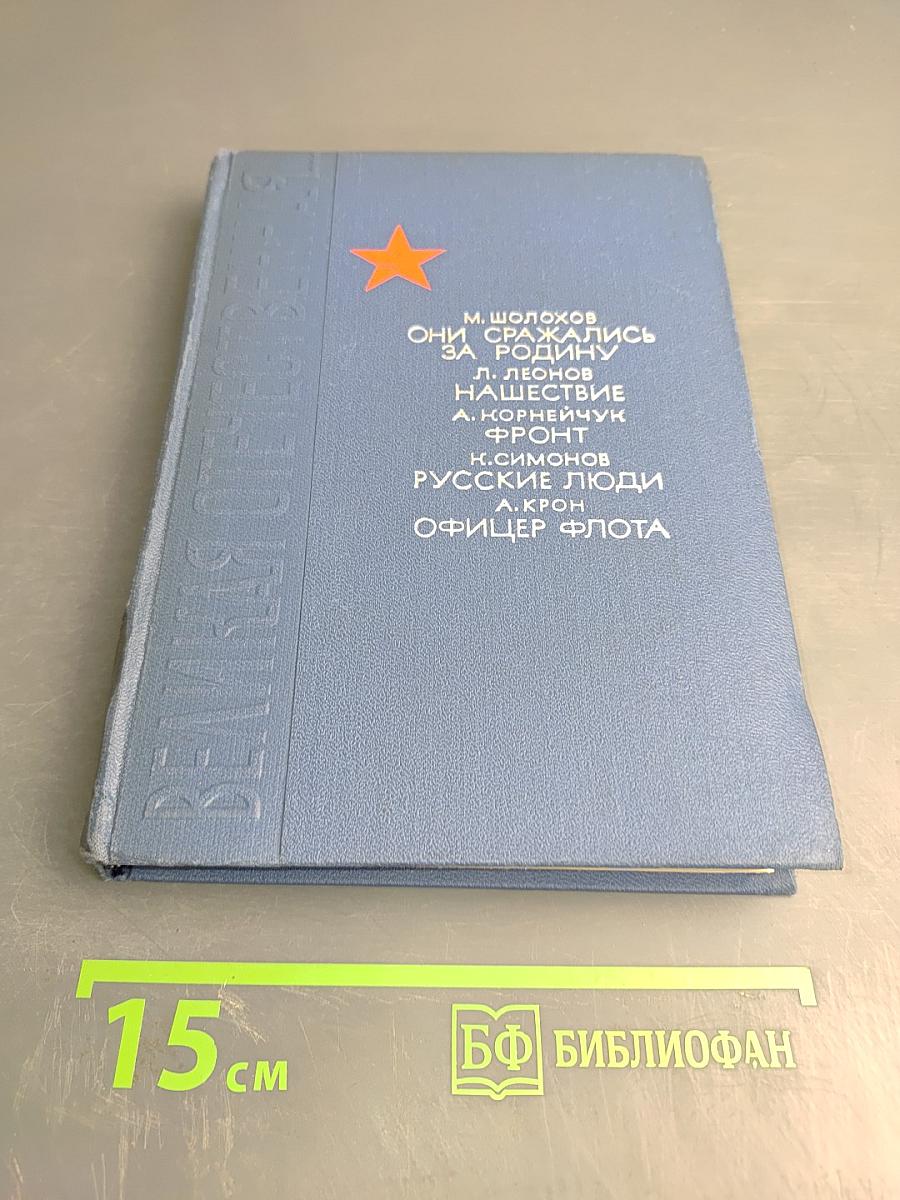 ВЕЛИКАЯ ОТЕЧЕСТВЕННАЯ...
М. ШОЛОХОВ
ОНИ СРАЖАЛИСЬ
ЗА РОДИНУ
Л. ЛЕОНОВ
НАШЕСТВИЕ
А. КОРНЕЙЧУК
ФРОНТ
К. СИМОНОВ
РУССКИЕ ЛЮДИ
А. КРОН
ОФИЦЕР ФЛОТА
15 см
БФ БИБЛИОФАН